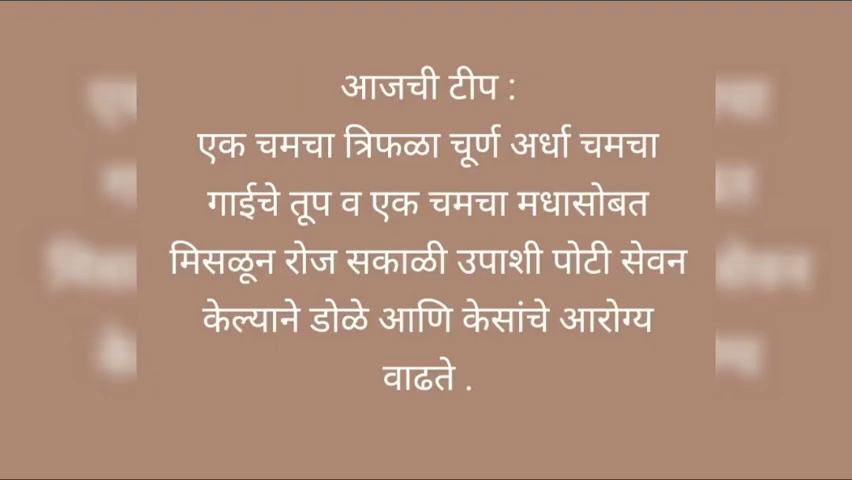 आजची टीप :
एक चमचा त्रिफळा चूर्ण अर्धा चमचा
गाईचे तूप व एक चमचा मधासोबत
मिसळून रोज सकाळी उपाशी पोटी सेवन
केल्याने डोळे आणि केसांचे आरोग्य
वाढते .